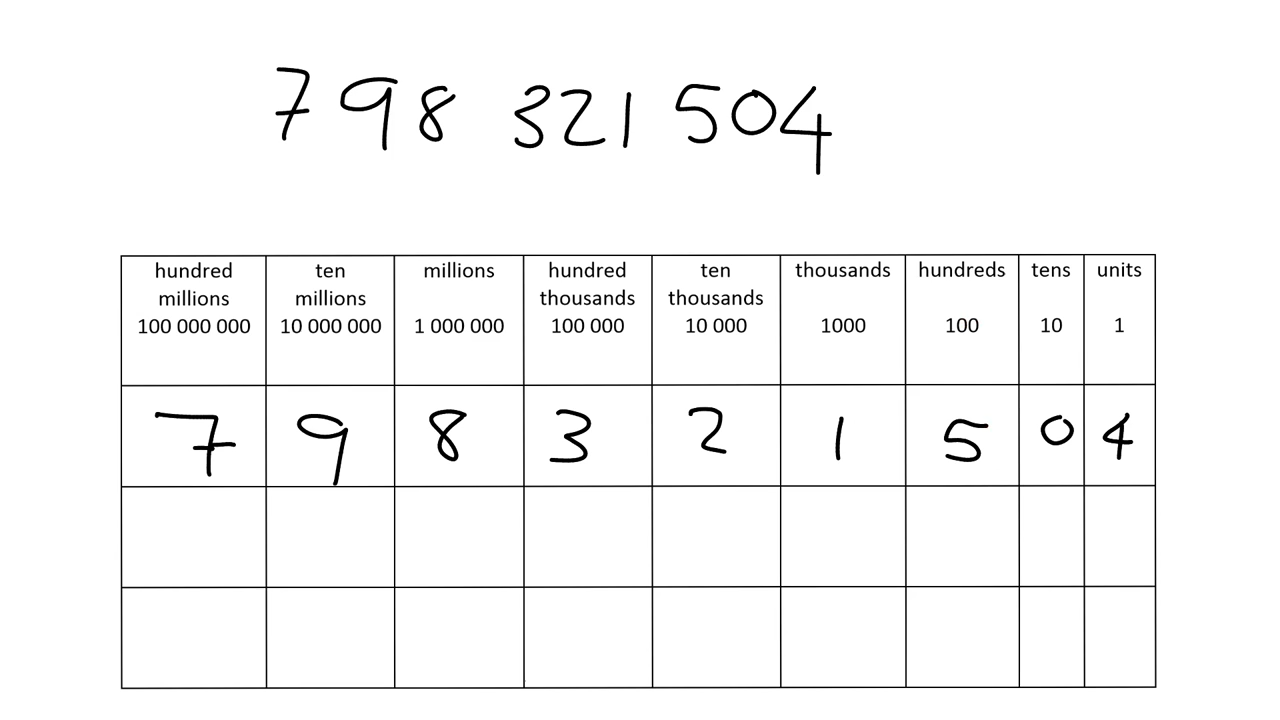 798 321 504
hundred millions 100 000 000 ten millions 10 000 000 millions 1 000 000 hundred thousands 100 000 ten thousands 10 000 thousands 1000 hundreds 100 tens 10 units 1
7 9 8 3 2 1 5 0 4